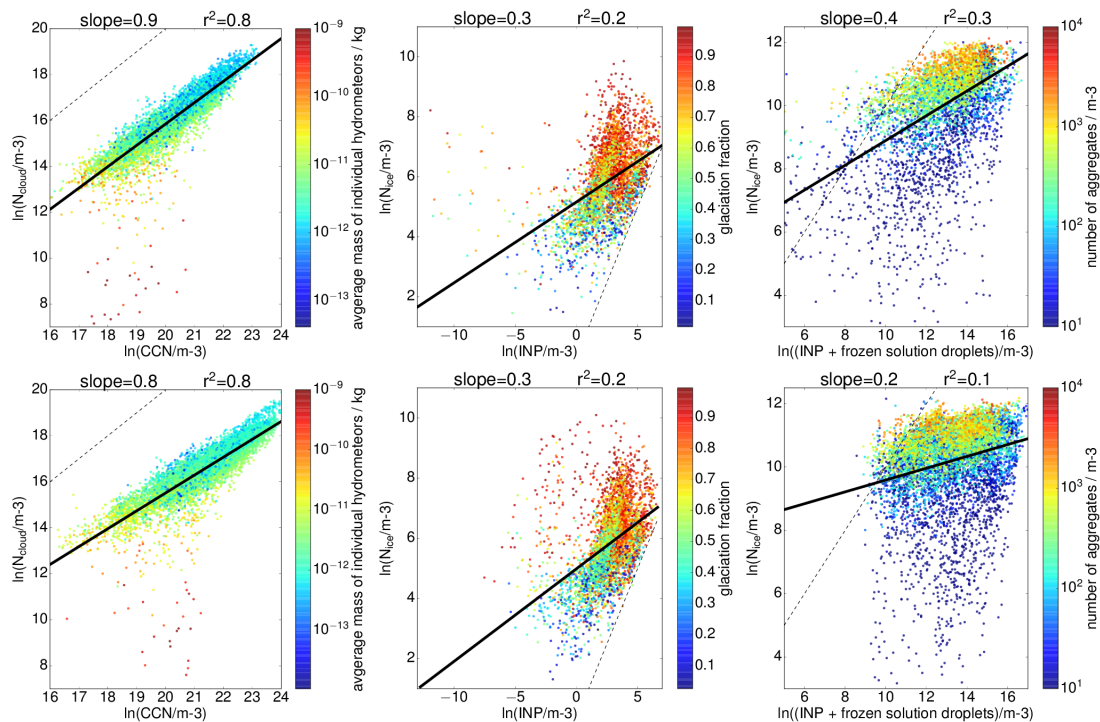 slope=0.9 r²=0.8 slope=0.3 r²=0.2 slope=0.4 r²=0.3
ln(N_cloud/m-3)
20
18
16
14
12
10
8
16 17 18 19 20 21 22 23 24
ln(CCN/m-3)
10⁻⁹
10⁻¹⁰
10⁻¹¹
10⁻¹²
10⁻¹³
avgerage mass of individual hydrometeors / kg
ln(N_ice/m-3)
10
8
6
4
2
−10 −5 0 5
ln(INP/m-3)
0.9
0.8
0.7
0.6
0.5
0.4
0.3
0.2
0.1
glaciation fraction
ln(N_ice/m-3)
12
10
8
6
4
6 8 10 12 14 16
ln((INP + frozen solution droplets)/m-3)
10⁴
10³
10²
10¹
number of aggregates / m-3
slope=0.8 r²=0.8 slope=0.3 r²=0.2 slope=0.2 r²=0.1
ln(N_cloud/m-3)
20
18
16
14
12
10
8
16 17 18 19 20 21 22 23 24
ln(CCN/m-3)
10⁻⁹
10⁻¹⁰
10⁻¹¹
10⁻¹²
10⁻¹³
avgerage mass of individual hydrometeors / kg
ln(N_ice/m-3)
10
8
6
4
2
−10 −5 0 5
ln(INP/m-3)
0.9
0.8
0.7
0.6
0.5
0.4
0.3
0.2
0.1
glaciation fraction
ln(N_ice/m-3)
12
10
8
6
4
6 8 10 12 14 16
ln((INP + frozen solution droplets)/m-3)
10⁴
10³
10²
10¹
number of aggregates / m-3